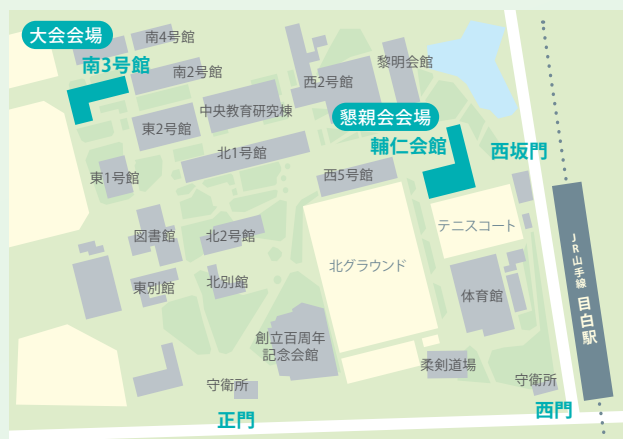 大会会場
南4号館
南3号館
南2号館
西2号館
黎明会館
中央教育研究棟
懇親会会場
東2号館
輔仁会館
西坂門
北1号館
東1号館
西5号館
テニスコート
図書館
北2号館
北グラウンド
JR山手線
目白駅
東別館
北別館
体育館
創立百周年
記念会館
柔剣道場
守衛所
守衛所
正門
西門